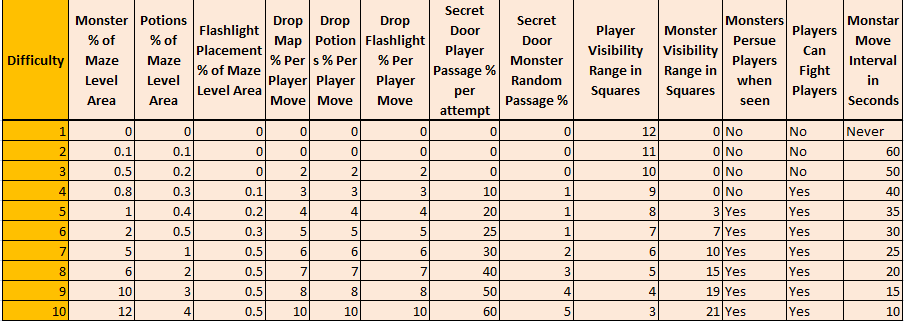 Difficulty Monster % of Maze Level Area Potions % of Maze Level Area Flashlight Placement % of Maze Level Area Drop Map % Per Player Move Drop Potion s % Per Player Move Drop Flashlight % Per Player Move Secret Door Player Passage % per attempt Secret Door Monster Random Passage % Player Visibility Range in Squares Monster Visibility Range in Squares Monsters Persue Players when seen Players Can Fight Players Monstar Move Interval in Seconds
1 0 0 0 0 0 0 0 0 12 0 No No Never
2 0.1 0.1 0 0 0 0 0 0 11 0 No No 60
3 0.5 0.2 0 2 2 2 0 0 10 0 No No 50
4 0.8 0.3 0.1 3 3 3 10 1 9 0 No Yes 40
5 1 0.4 0.2 4 4 4 20 1 8 3 Yes Yes 35
6 2 0.5 0.3 5 5 5 25 1 7 7 Yes Yes 30
7 5 1 0.5 6 6 6 30 2 6 10 Yes Yes 25
8 6 2 0.5 7 7 7 40 3 5 15 Yes Yes 20
9 10 3 0.5 8 8 8 50 4 4 19 Yes Yes 15
10 12 4 0.5 10 10 10 60 5 3 21 Yes Yes 10